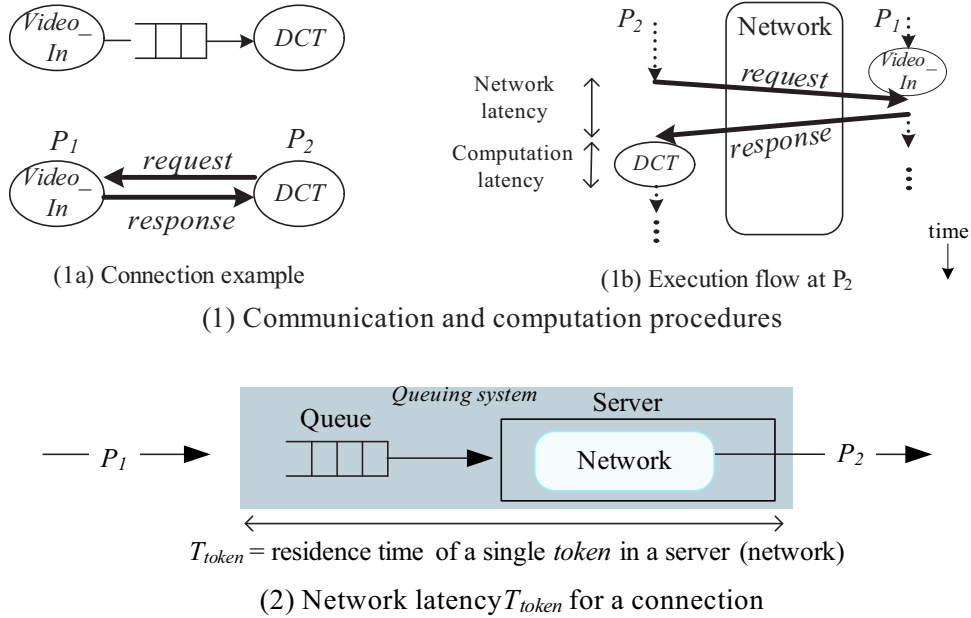 Video_
In
DCT
P1
P2
request
Video_
In
DCT
response
(1a) Connection example
P2
Network
P1
Video_
In
request
Network
latency
response
Computation
latency
DCT
time
(1b) Execution flow at P2
(1) Communication and computation procedures
Queuing system
Queue
Server
P1
Network
P2
Ttoken = residence time of a single token in a server (network)
(2) Network latency Ttoken for a connection